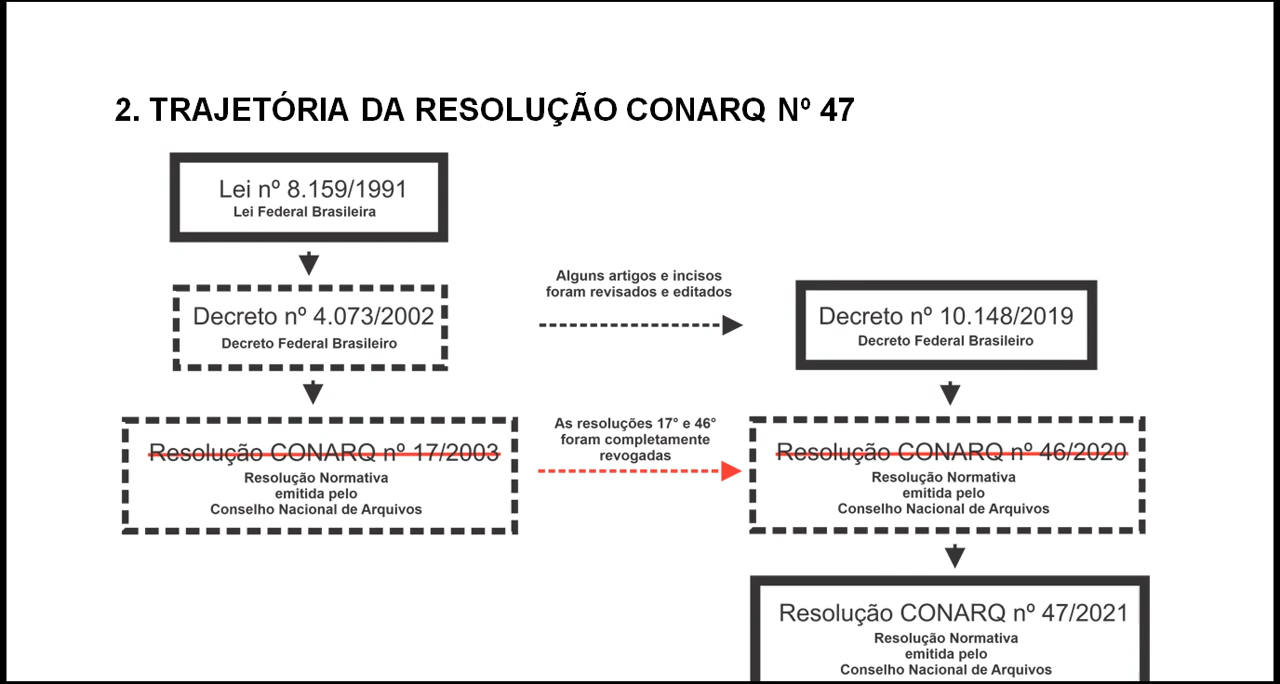 2. TRAJETÓRIA DA RESOLUÇÃO CONARQ Nº 47
Lei nº 8.159/1991
Lei Federal Brasileira
Decreto nº 4.073/2002
Decreto Federal Brasileiro
Alguns artigos e incisos
foram revisados e editados
Decreto nº 10.148/2019
Decreto Federal Brasileiro
Resolução CONARQ nº 17/2003
Resolução Normativa
emitida pelo
Conselho Nacional de Arquivos
As resoluções 17° e 46°
foram completamente
revogadas
Resolução CONARQ nº 46/2020
Resolução Normativa
emitida pelo
Conselho Nacional de Arquivos
Resolução CONARQ nº 47/2021
Resolução Normativa
emitida pelo
Conselho Nacional de Arquivos